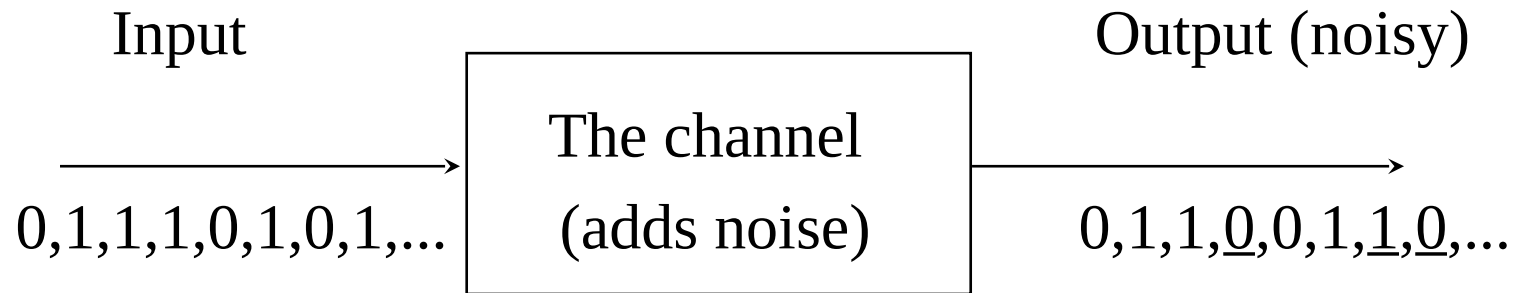 Input
Output (noisy)
The channel
(adds noise)
0,1,1,1,0,1,0,1,...
0,1,1,0,0,1,1,0,...